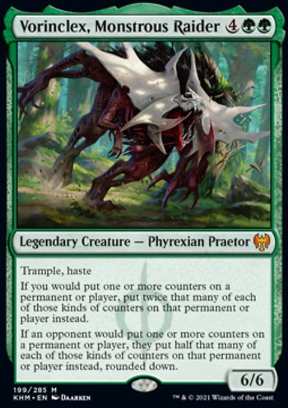 Vorinclex, Monstrous Raider 4
Legendary Creature — Phyrexian Praetor
Trample, haste
If you would put one or more counters on a
permanent or player, put twice that many of each
of those kinds of counters on that permanent or
player instead.
If an opponent would put one or more counters on
a permanent or player, they put half that many of
each of those kinds of counters on that permanent
or player instead, rounded down.
6/6
199/285 M
KHM • EN DAARKEN
™ & © 2021 Wizards of the Coast